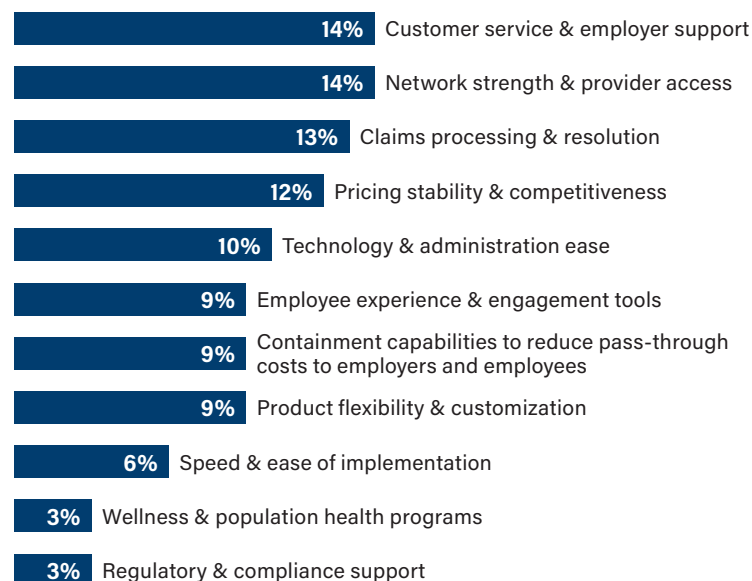 14% Customer service & employer support
14% Network strength & provider access
13% Claims processing & resolution
12% Pricing stability & competitiveness
10% Technology & administration ease
9% Employee experience & engagement tools
9% Containment capabilities to reduce pass-through
costs to employers and employees
9% Product flexibility & customization
6% Speed & ease of implementation
3% Wellness & population health programs
3% Regulatory & compliance support